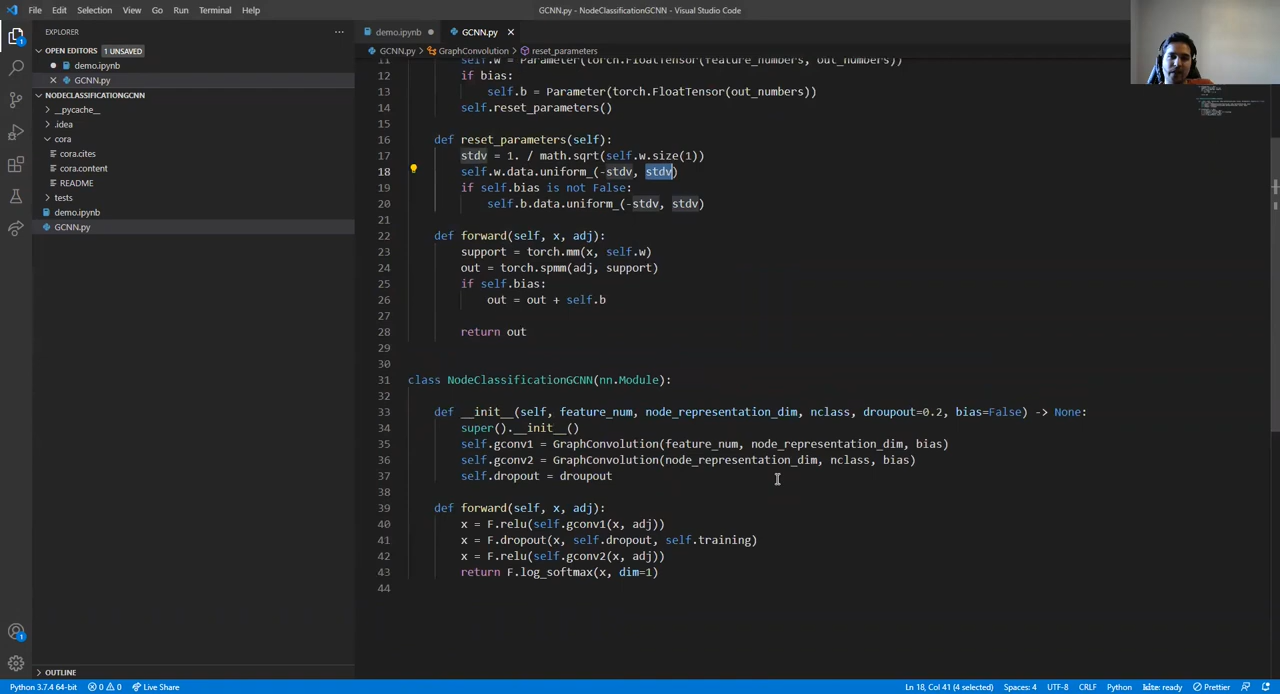 File Edit Selection View Go Run Terminal Help
GCNN.py - NodeClassificationGCNN - Visual Studio Code
EXPLORER
OPEN EDITORS 1 UNSAVED
demo.ipynb
GCNN.py
NODECLASSIFICATIONGCNN
__pycache__
.idea
cora
cora.cites
cora.content
README
tests
demo.ipynb
GCNN.py
OUTLINE
demo.ipynb GCNN.py
GCNN.py > GraphConvolution > reset_parameters
11 self.w = Parameter(torch.FloatTensor(feature_numbers, out_numbers))
12 if bias:
13 self.b = Parameter(torch.FloatTensor(out_numbers))
14 self.reset_parameters()
15
16 def reset_parameters(self):
17 stdv = 1. / math.sqrt(self.w.size(1))
18 self.w.data.uniform_(-stdv, stdv)
19 if self.bias is not False:
20 self.b.data.uniform_(-stdv, stdv)
21
22 def forward(self, x, adj):
23 support = torch.mm(x, self.w)
24 out = torch.spmm(adj, support)
25 if self.bias:
26 out = out + self.b
27
28 return out
29
30
31 class NodeClassificationGCNN(nn.Module):
32
33 def __init__(self, feature_num, node_representation_dim, nclass, droupout=0.2, bias=False) -> None:
34 super().__init__()
35 self.gconv1 = GraphConvolution(feature_num, node_representation_dim, bias)
36 self.gconv2 = GraphConvolution(node_representation_dim, nclass, bias)
37 self.dropout = droupout
38
39 def forward(self, x, adj):
40 x = F.relu(self.gconv1(x, adj))
41 x = F.dropout(x, self.dropout, self.training)
42 x = F.relu(self.gconv2(x, adj))
43 return F.log_softmax(x, dim=1)
44
Python 3.7.4 64-bit 0 0 Live Share
Ln 18, Col 41 (4 selected) Spaces: 4 UTF-8 CRLF Python kite: ready Prettier